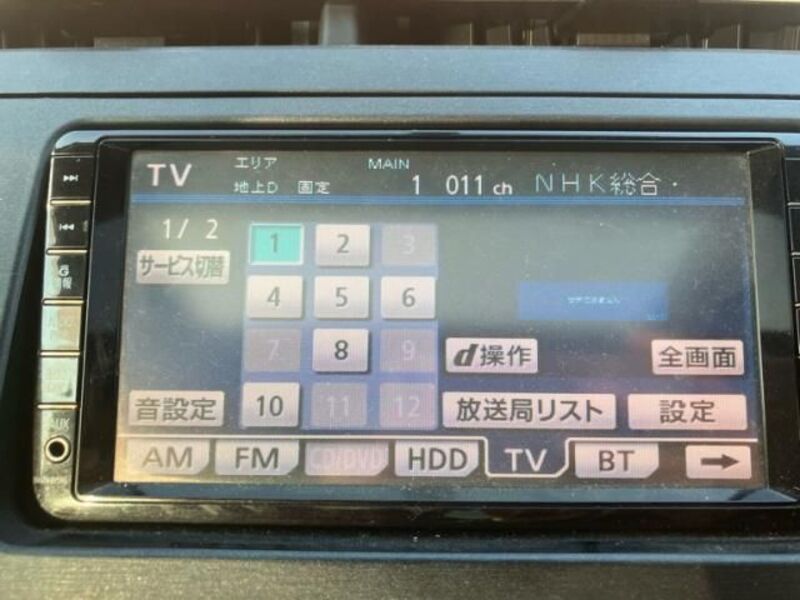 TV エリア MAIN
地上D 固定 1 011 ch NHK総合・
1/ 2
サービス切替
1 2 3
4 5 6
7 8 9
10 11 12
d操作 全画面
音設定 放送局リスト 設定
AM FM CD/DVD HDD TV BT →
AUX